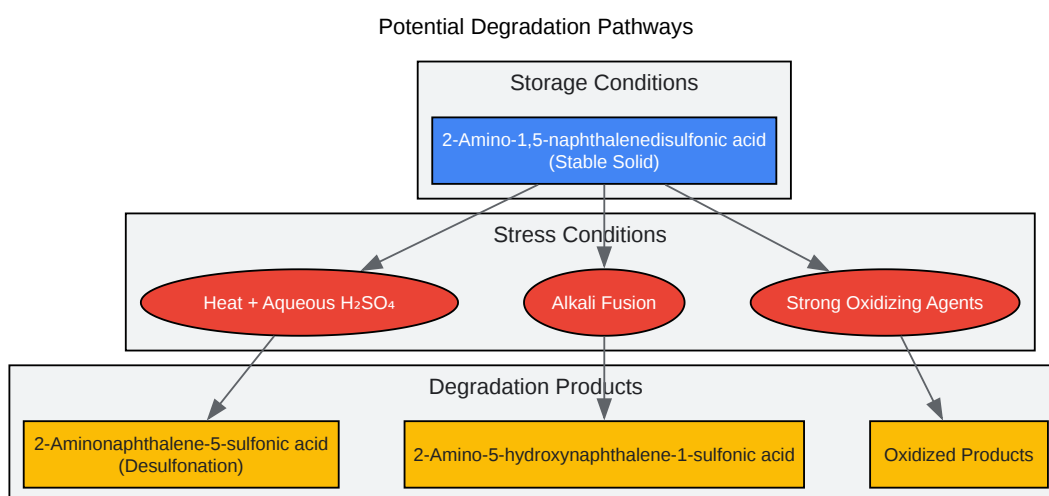 Potential Degradation Pathways
Storage Conditions
2-Amino-1,5-naphthalenedisulfonic acid
(Stable Solid)
Stress Conditions
Heat + Aqueous H₂SO₄
Alkali Fusion
Strong Oxidizing Agents
Degradation Products
2-Aminonaphthalene-5-sulfonic acid
(Desulfonation)
2-Amino-5-hydroxynaphthalene-1-sulfonic acid
Oxidized Products